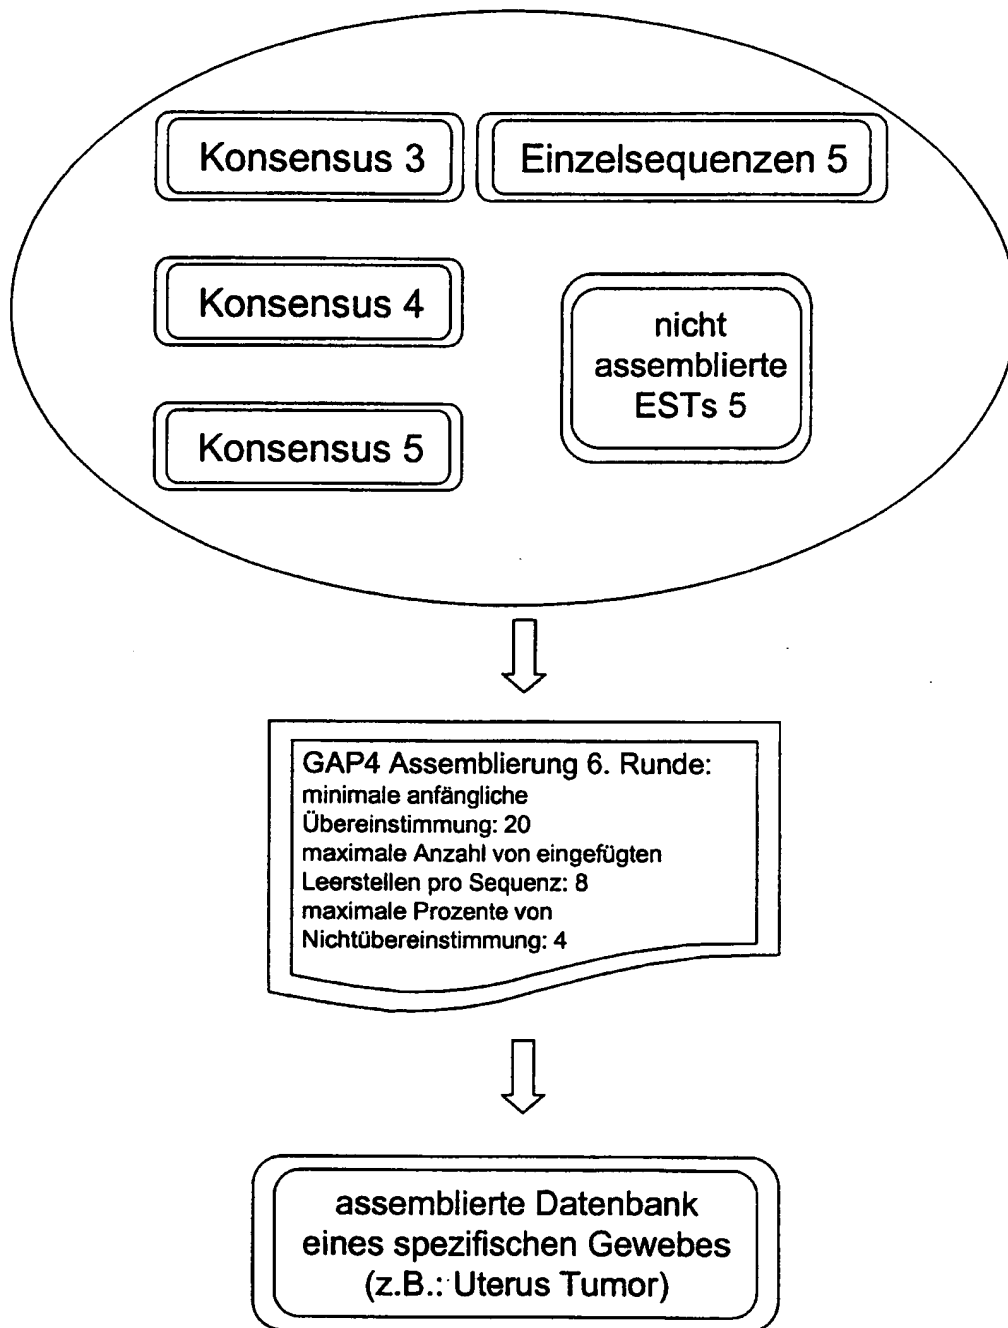 Konsensus 3
Einzelsequenzen 5
Konsensus 4
nicht
assemblierte
ESTs 5
Konsensus 5
GAP4 Assemblierung 6. Runde:
minimale anfängliche
Übereinstimmung: 20
maximale Anzahl von eingefügten
Leerstellen pro Sequenz: 8
maximale Prozente von
Nichtübereinstimmung: 4
assemblierte Datenbank
eines spezifischen Gewebes
(z.B.: Uterus Tumor)